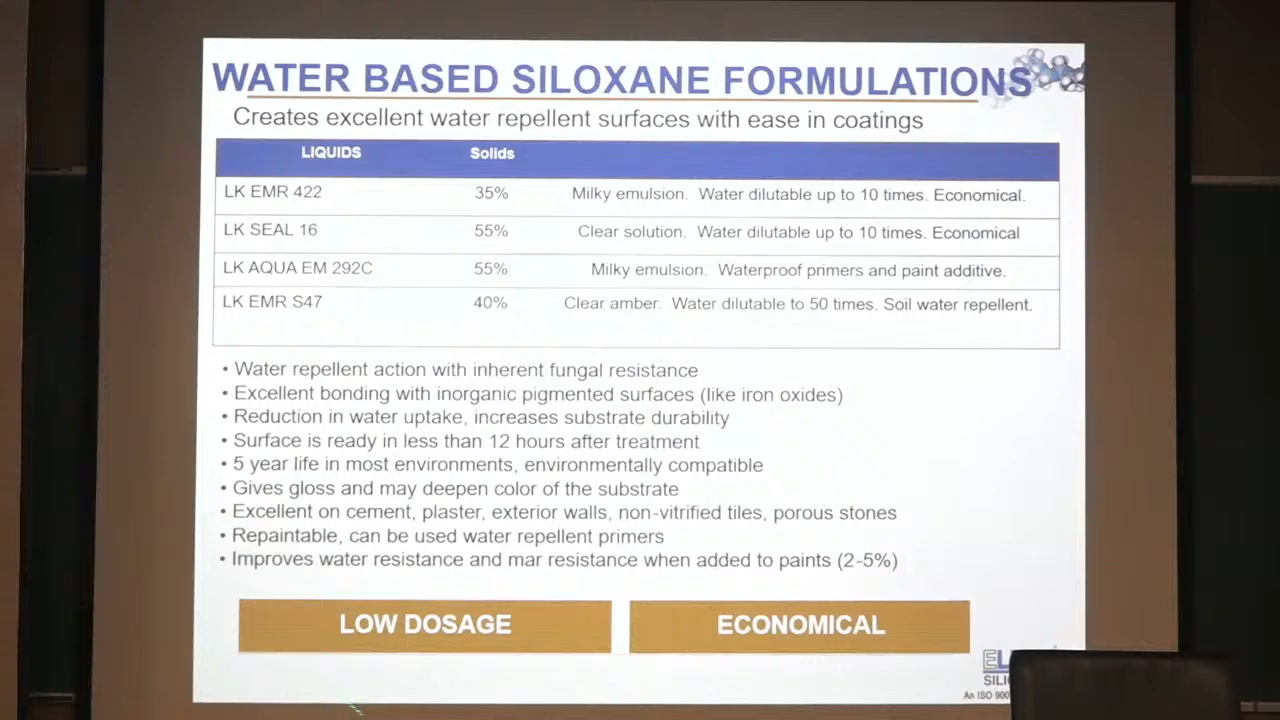 WATER BASED SILOXANE FORMULATIONS
Creates excellent water repellent surfaces with ease in coatings
LIQUIDS Solids
LK EMR 422 35% Milky emulsion. Water dilutable up to 10 times. Economical.
LK SEAL 16 55% Clear solution. Water dilutable up to 10 times. Economical
LK AQUA EM 292C 55% Milky emulsion. Waterproof primers and paint additive.
LK EMR S47 40% Clear amber. Water dilutable to 50 times. Soil water repellent.
• Water repellent action with inherent fungal resistance
• Excellent bonding with inorganic pigmented surfaces (like iron oxides)
• Reduction in water uptake, increases substrate durability
• Surface is ready in less than 12 hours after treatment
• 5 year life in most environments, environmentally compatible
• Gives gloss and may deepen color of the substrate
• Excellent on cement, plaster, exterior walls, non-vitrified tiles, porous stones
• Repaintable, can be used water repellent primers
• Improves water resistance and mar resistance when added to paints (2-5%)
LOW DOSAGE ECONOMICAL
An ISO